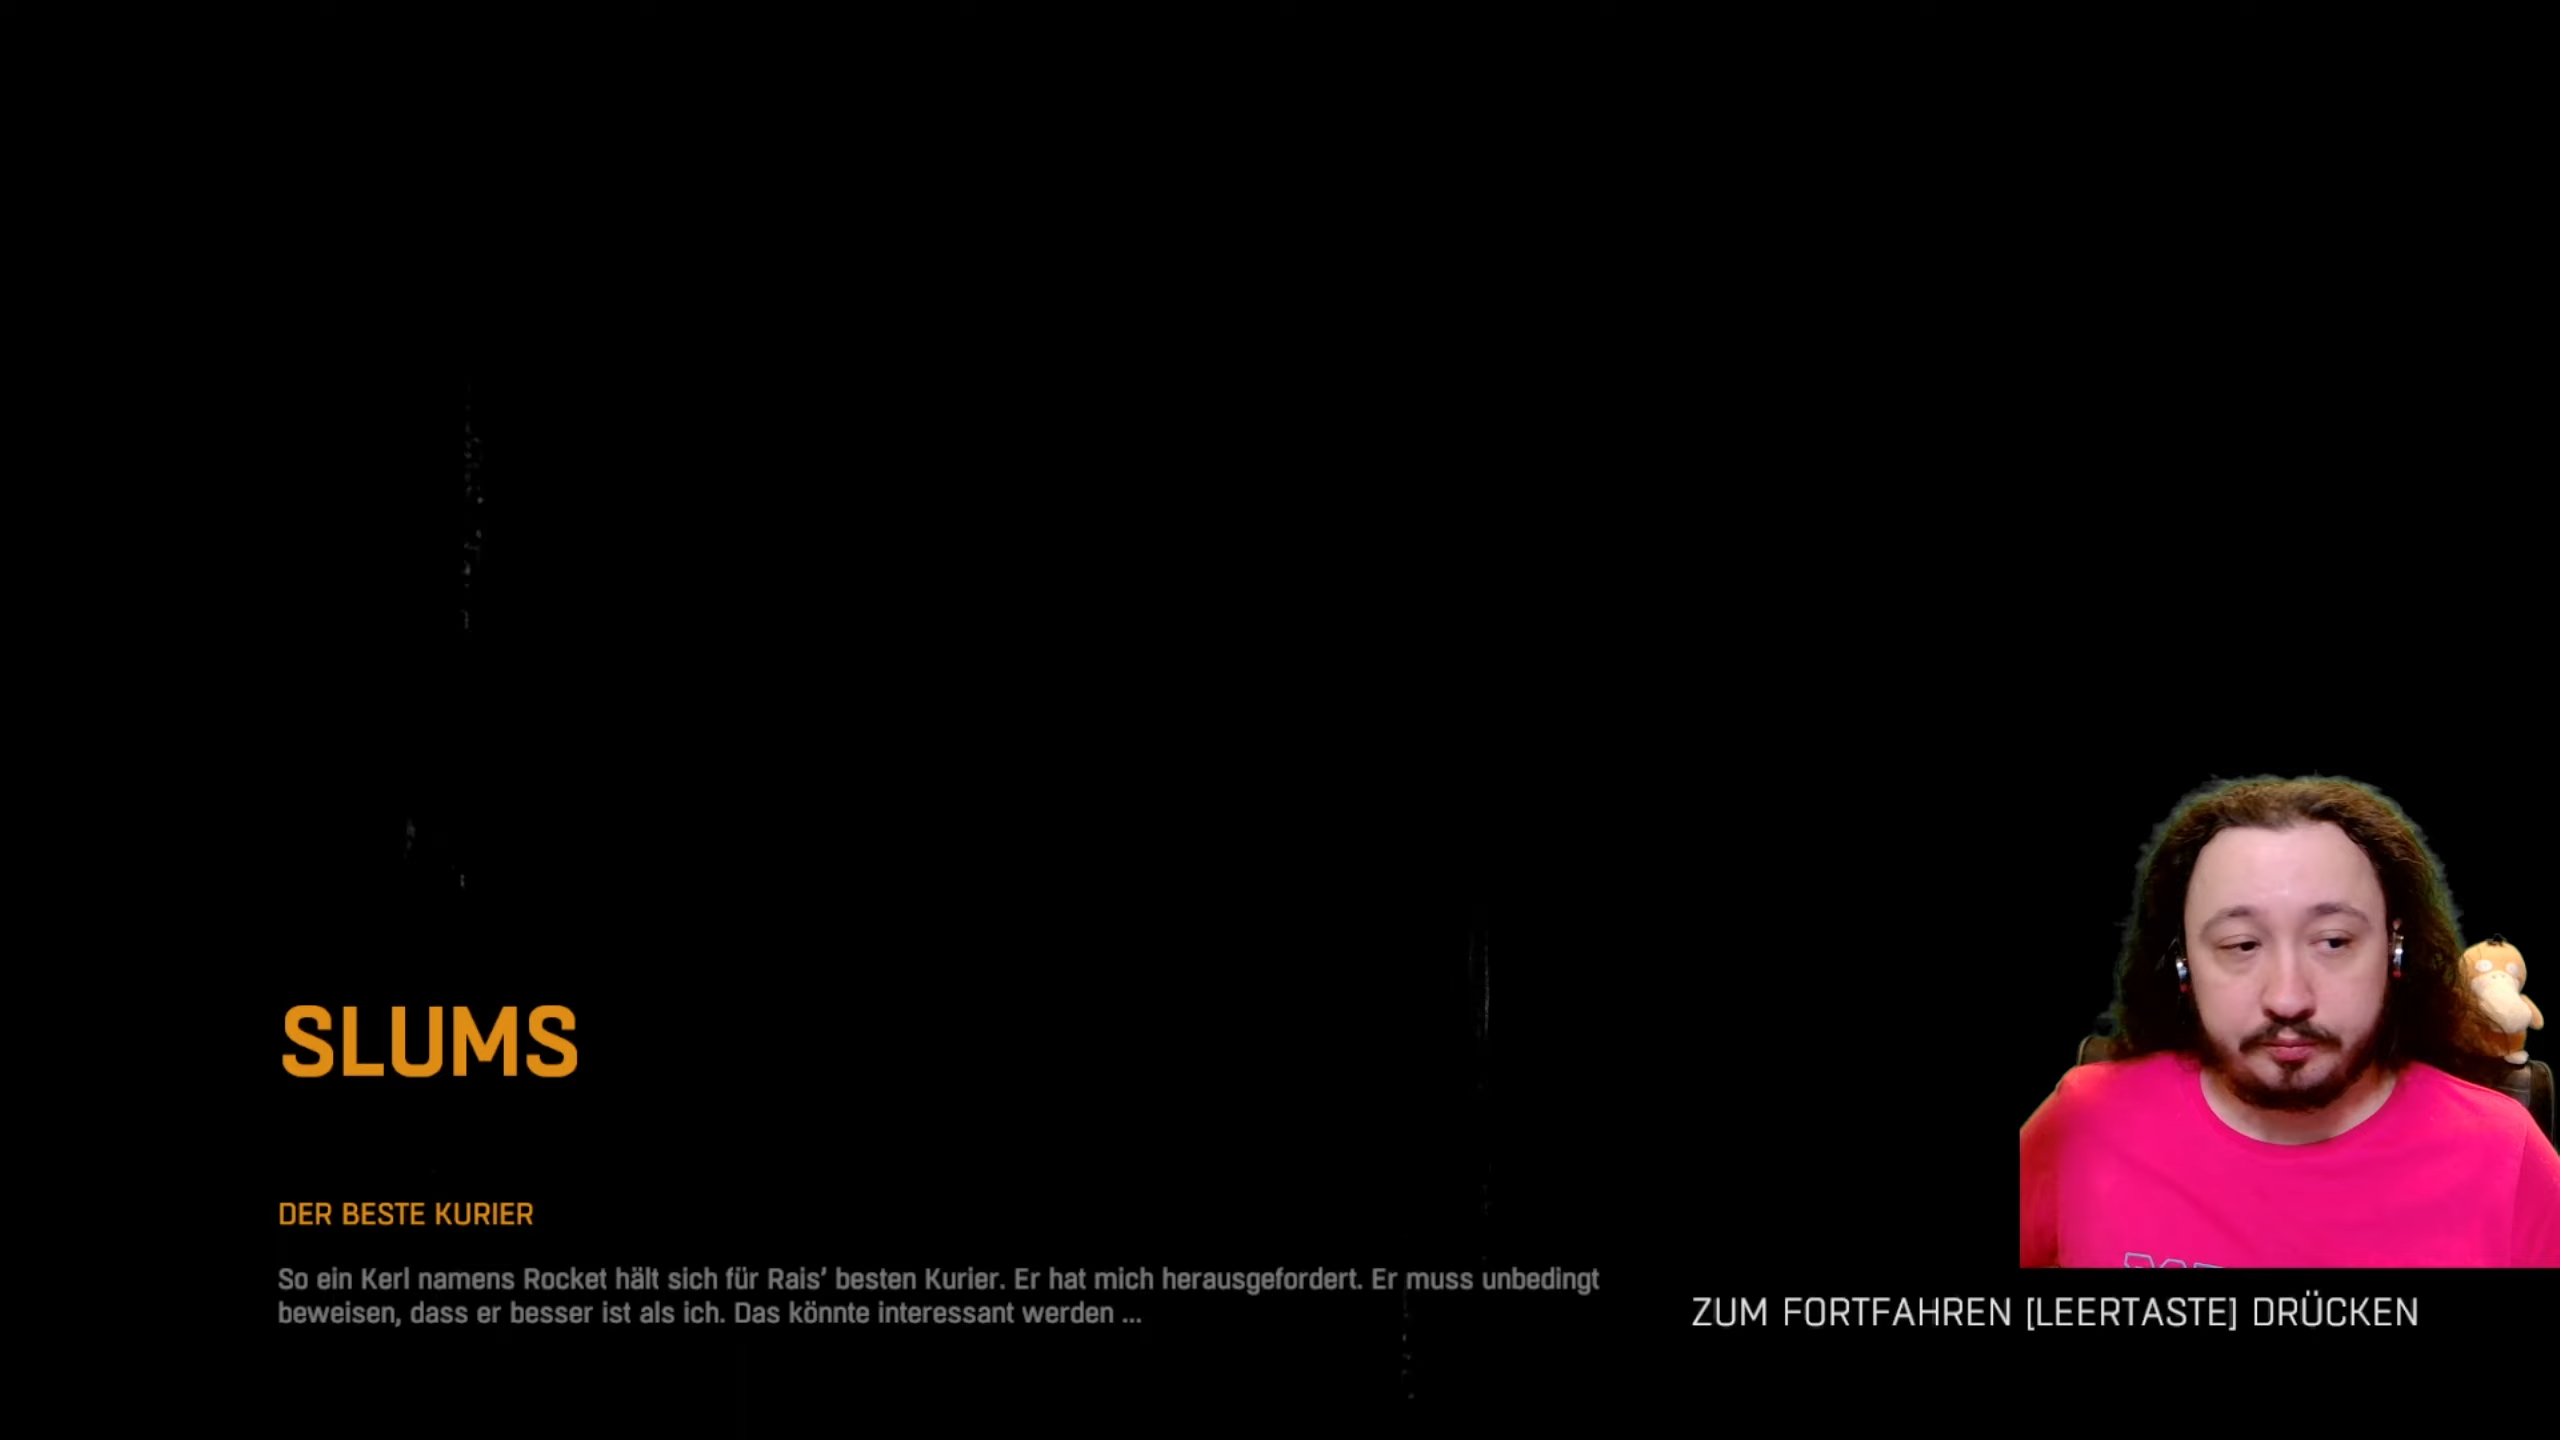 SLUMS
DER BESTE KURIER
So ein Kerl namens Rocket hält sich für Rais’ besten Kurier. Er hat mich herausgefordert. Er muss unbedingt
beweisen, dass er besser ist als ich. Das könnte interessant werden ...
ZUM FORTFAHREN [LEERTASTE] DRÜCKEN